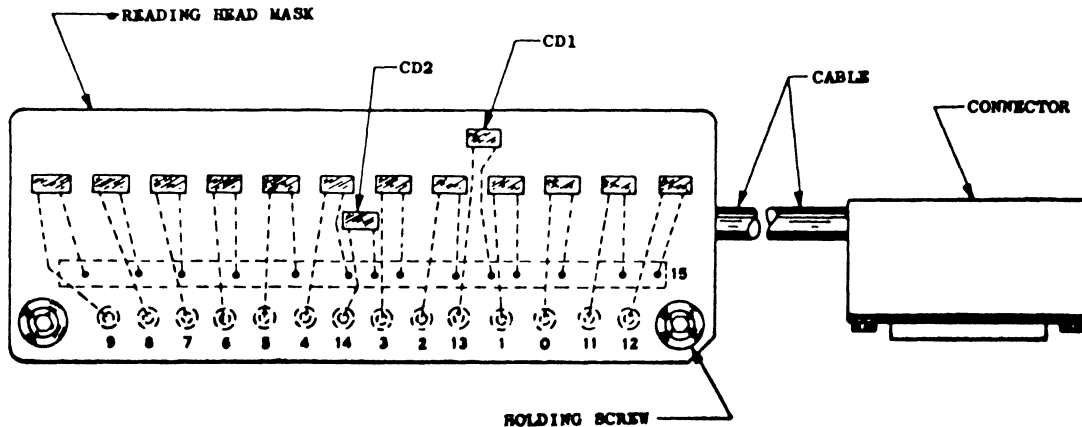 READING HEAD MASK
CD1
CD2
CABLE
CONNECTOR
15
9 8 7 6 5 4 14 3 2 13 1 0 11 12
HOLDING SCREW